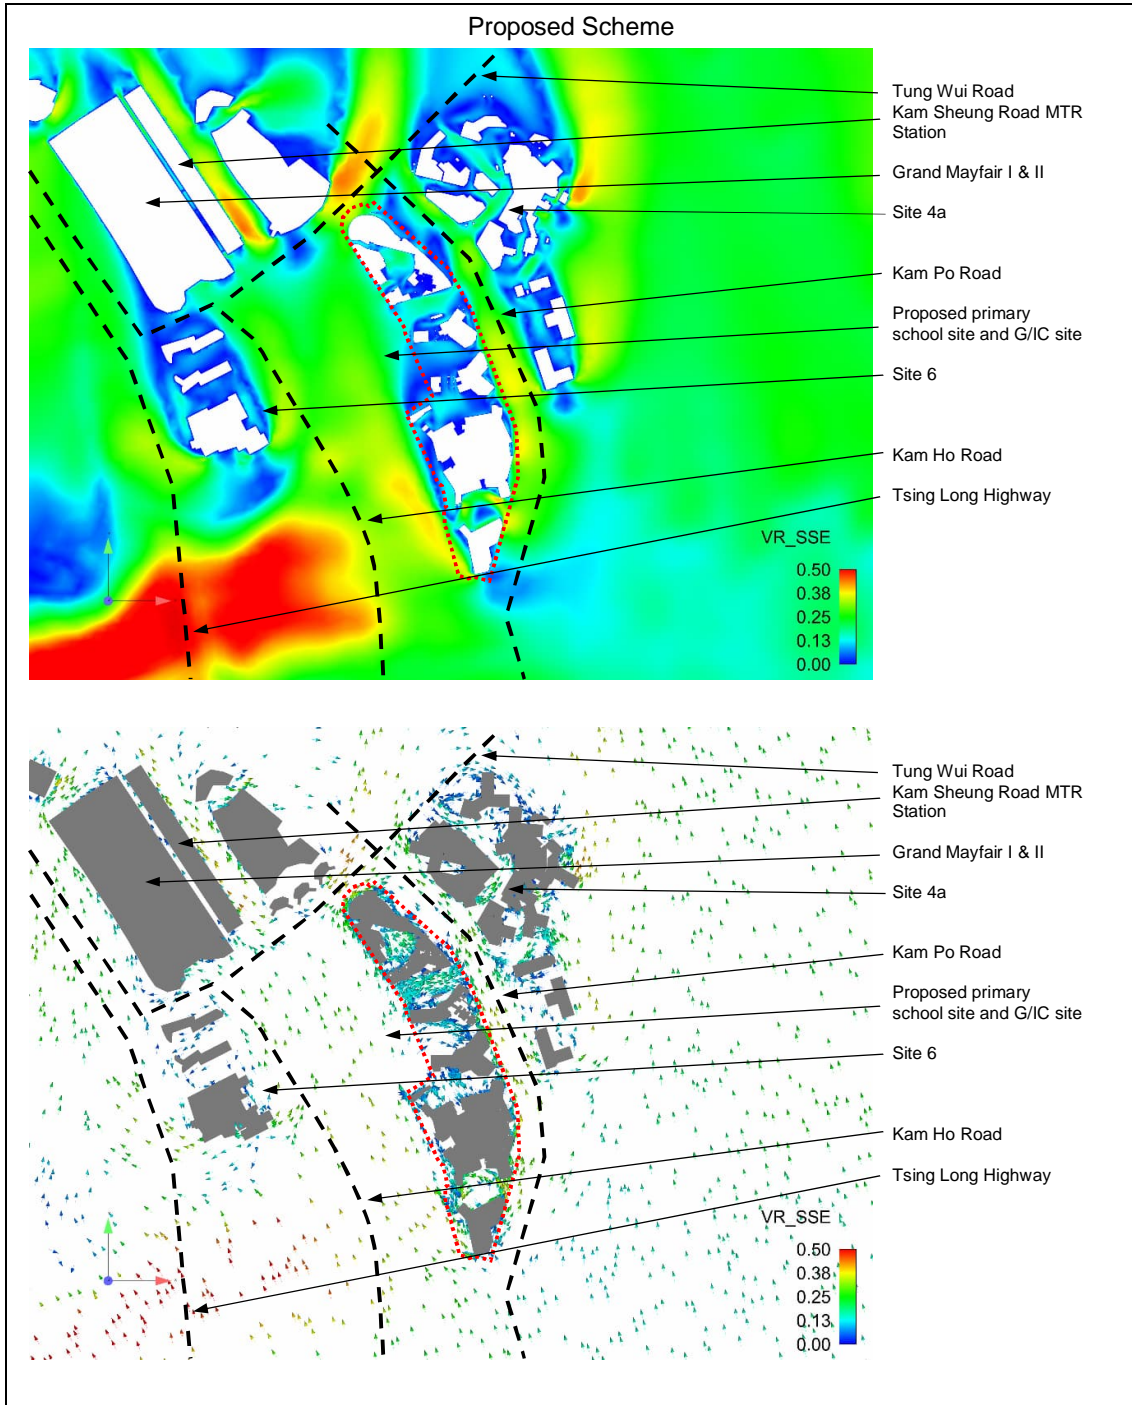 Proposed Scheme
Tung Wui Road
Kam Sheung Road MTR
Station
Grand Mayfair I & II
Site 4a
Kam Po Road
Proposed primary
school site and G/IC site
Site 6
Kam Ho Road
Tsing Long Highway
VR_SSE
0.50
0.38
0.25
0.13
0.00
Tung Wui Road
Kam Sheung Road MTR
Station
Grand Mayfair I & II
Site 4a
Kam Po Road
Proposed primary
school site and G/IC site
Site 6
Kam Ho Road
Tsing Long Highway
VR_SSE
0.50
0.38
0.25
0.13
0.00